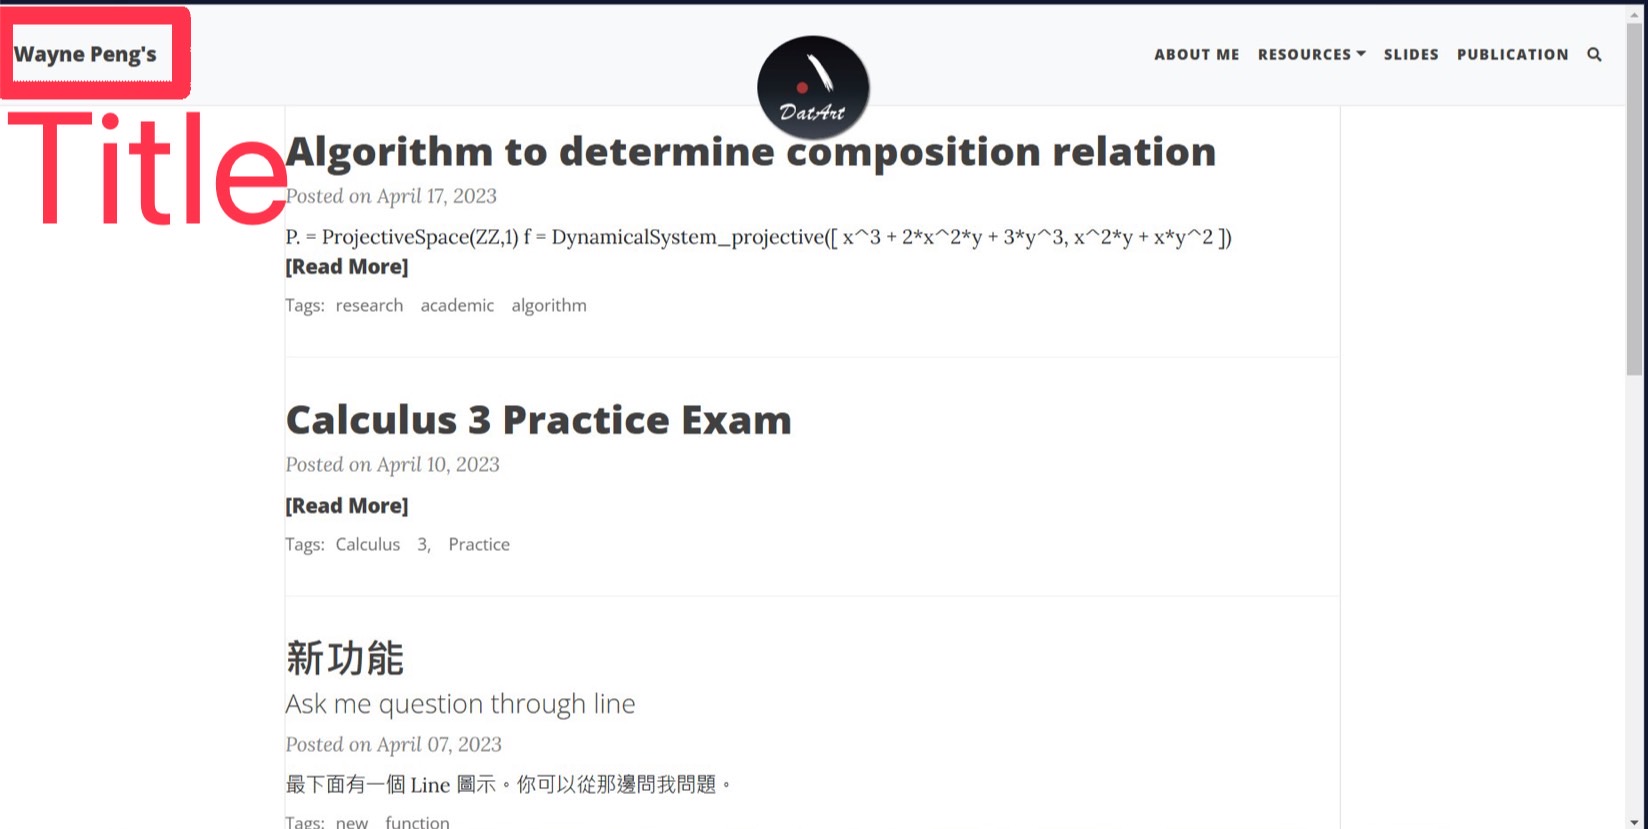 Wayne Peng's
ABOUT ME RESOURCES SLIDES PUBLICATION
DatArt
Title
Algorithm to determine composition relation
Posted on April 17, 2023
P. = ProjectiveSpace(ZZ,1) f = DynamicalSystem_projective([ x^3 + 2*x^2*y + 3*y^3, x^2*y + x*y^2 ])
[Read More]
Tags: research academic algorithm
Calculus 3 Practice Exam
Posted on April 10, 2023
[Read More]
Tags: Calculus 3, Practice
新功能
Ask me question through line
Posted on April 07, 2023
最下面有一個 Line 圖示。你可以從那邊問我問題。
Tags: new function